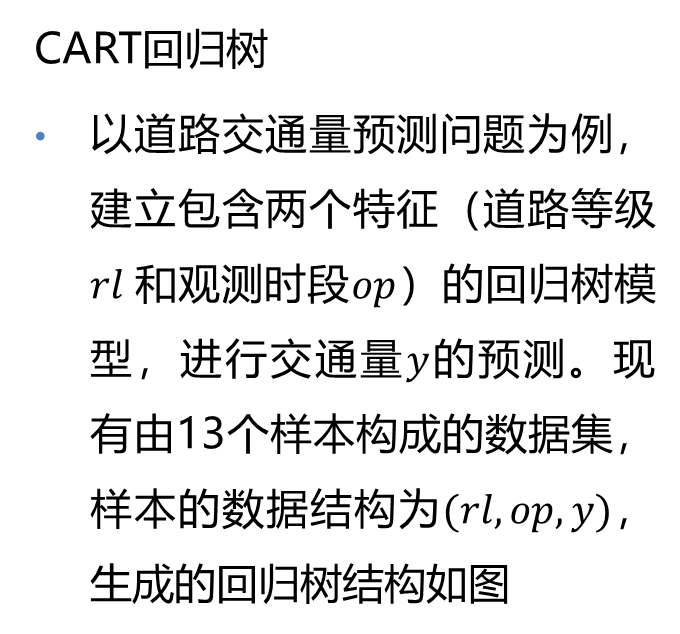 CART回归树
• 以道路交通量预测问题为例，
建立包含两个特征（道路等级
rl 和观测时段op）的回归树模
型，进行交通量y的预测。现
有由13个样本构成的数据集，
样本的数据结构为(rl, op, y)，
生成的回归树结构如图